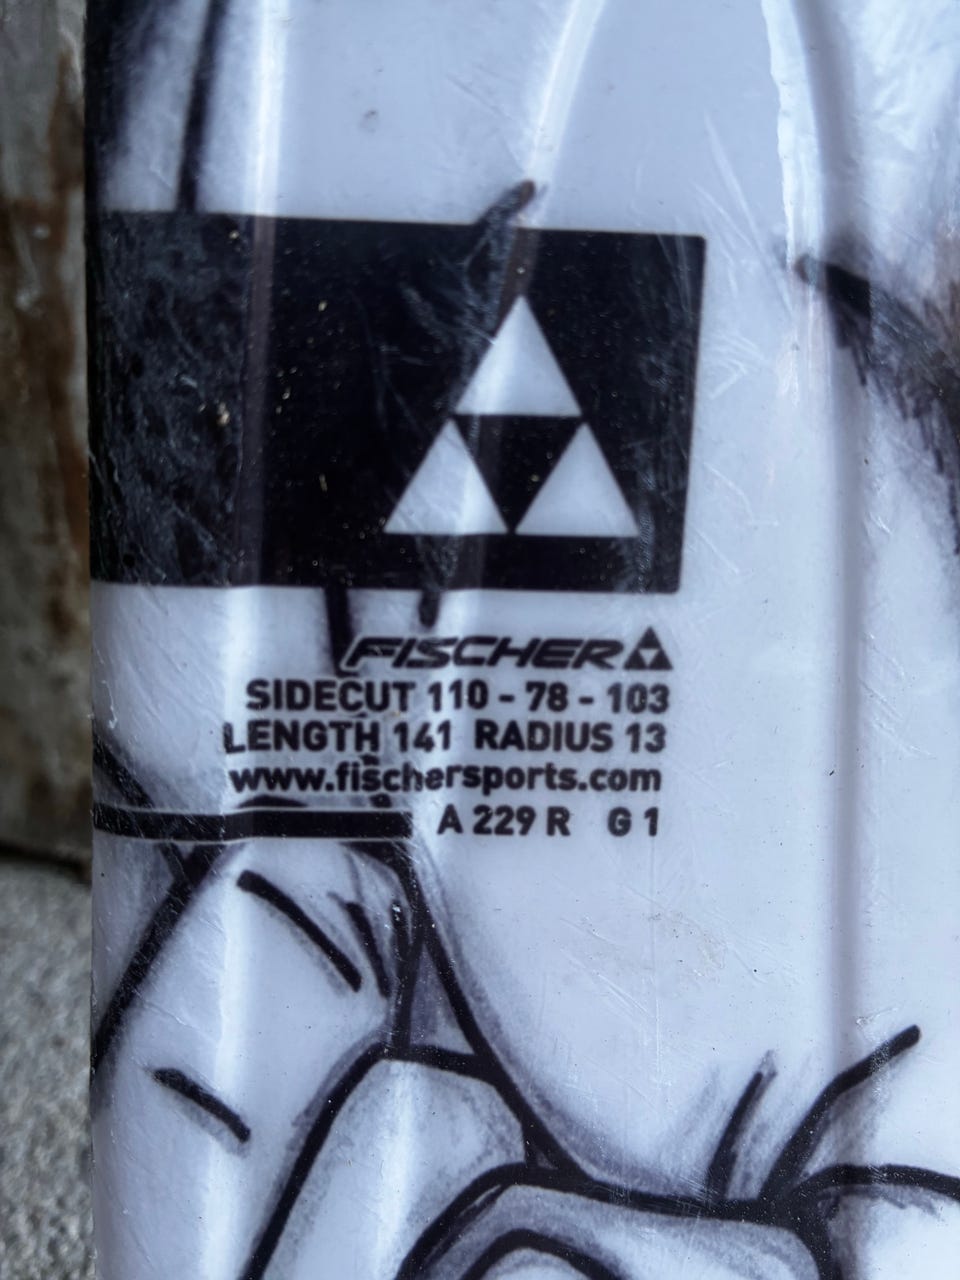 FISCHER
SIDECUT 110 - 78 - 103
LENGTH 141 RADIUS 13
www.fischersports.com
A 229 R G 1